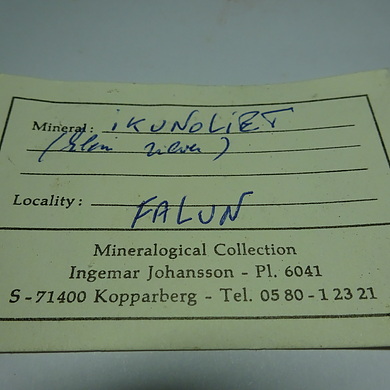 Mineral: iKUNOLiET
Locality: FALUN
Mineralogical Collection
Ingemar Johansson - Pl. 6041
S-71400 Kopparberg - Tel. 0580-12321